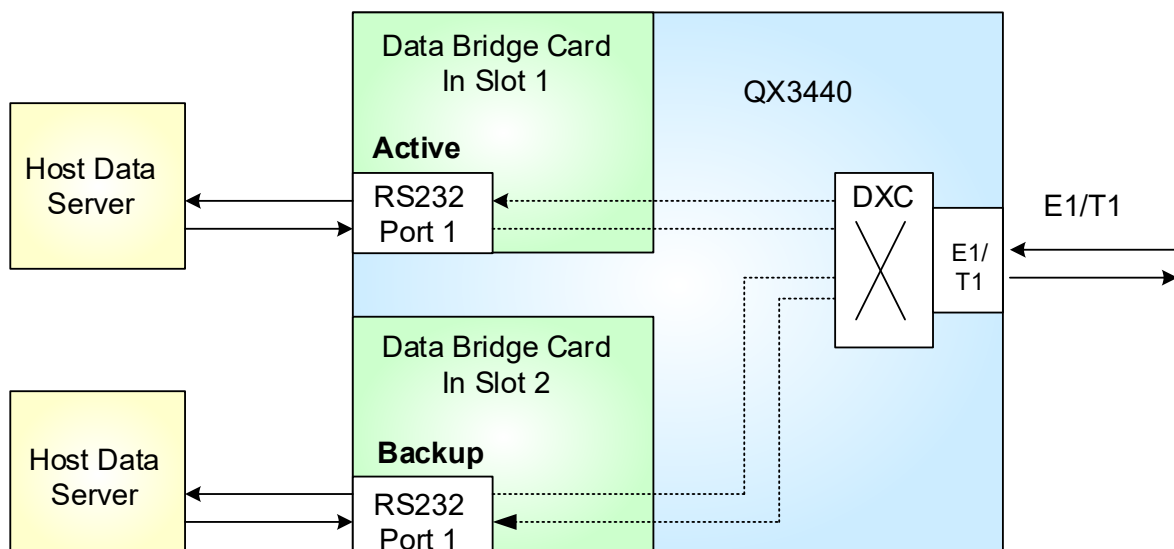 Data Bridge Card
In Slot 1
QX3440
Host Data
Server
Active
RS232
Port 1
DXC
E1/T1
E1/
T1
Data Bridge Card
In Slot 2
Host Data
Server
Backup
RS232
Port 1